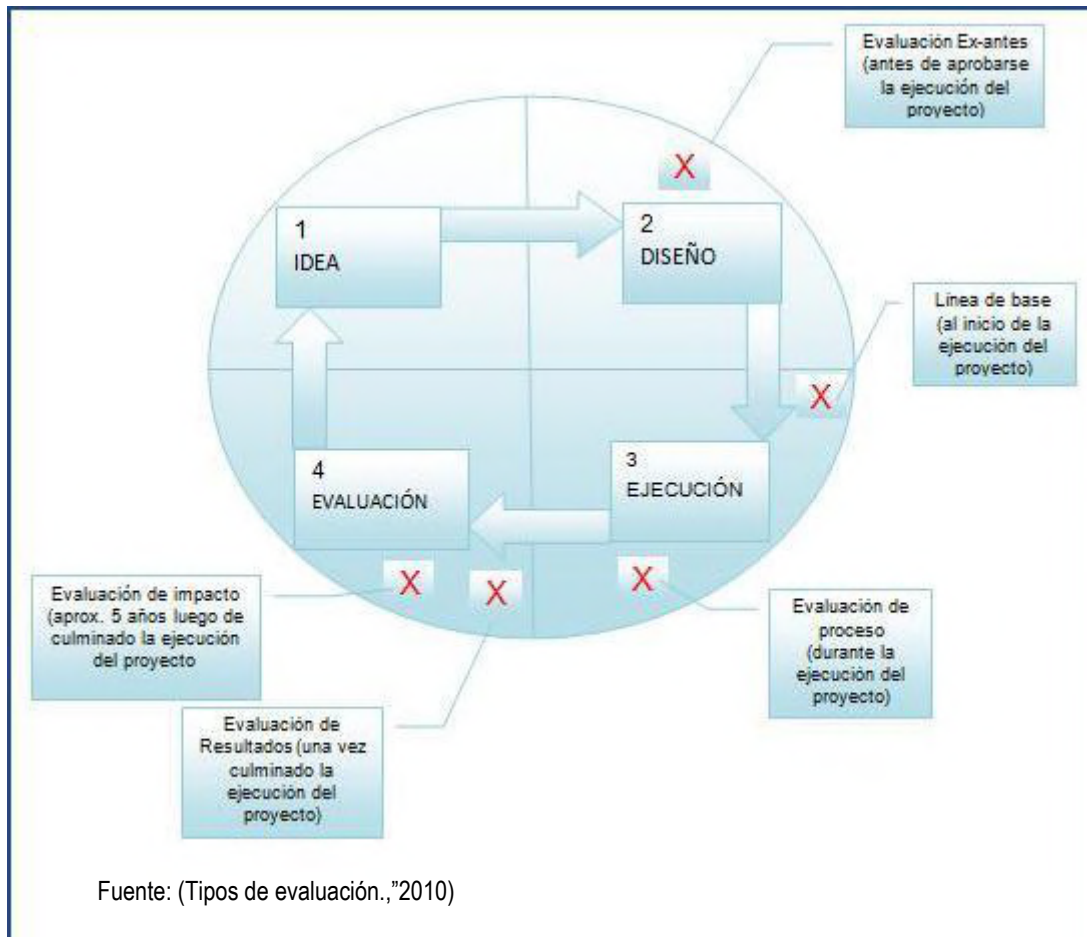 Evaluación Ex-antes
(antes de aprobarse
la ejecución del
proyecto)
X
1
IDEA
2
DISEÑO
Línea de base
(al inicio de la
ejecución del
proyecto)
X
4
EVALUACIÓN
3
EJECUCIÓN
X
X
X
Evaluación de impacto
(aprox. 5 años luego de
culminado la ejecución
del proyecto
Evaluación de
proceso
(durante la
ejecución del
proyecto)
Evaluación de
Resultados (una vez
culminado la
ejecución del
proyecto)
Fuente: (Tipos de evaluación.,”2010)